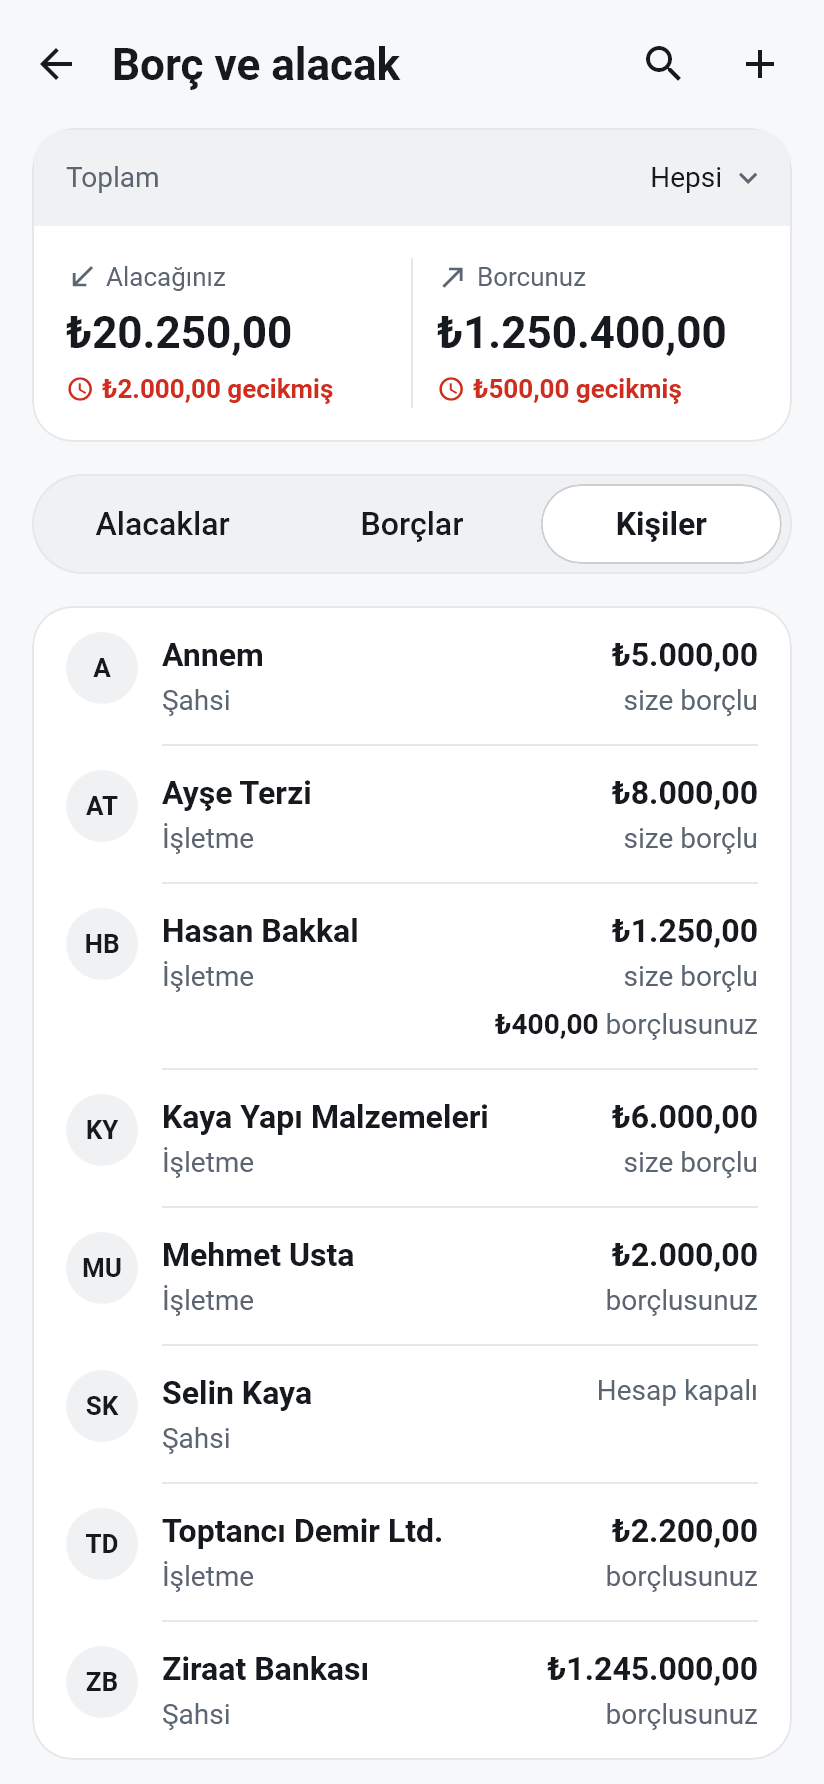 Borç ve alacak
Toplam
Hepsi
Alacağınız
₺20.250,00
₺2.000,00 gecikmiş
Borcunuz
₺1.250.400,00
₺500,00 gecikmiş
Alacaklar
Borçlar
Kişiler
A
Annem
₺5.000,00
Şahsi
size borçlu
AT
Ayşe Terzi
₺8.000,00
İşletme
size borçlu
HB
Hasan Bakkal
₺1.250,00
İşletme
size borçlu
₺400,00 borçlusunuz
KY
Kaya Yapı Malzemeleri
₺6.000,00
İşletme
size borçlu
MU
Mehmet Usta
₺2.000,00
İşletme
borçlusunuz
SK
Selin Kaya
Hesap kapalı
Şahsi
TD
Toptancı Demir Ltd.
₺2.200,00
İşletme
borçlusunuz
ZB
Ziraat Bankası
₺1.245.000,00
Şahsi
borçlusunuz